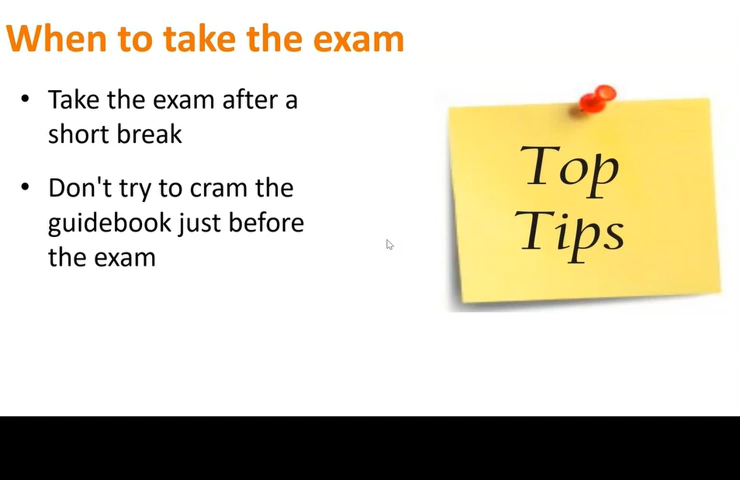 When to take the exam
• Take the exam after a
short break
• Don't try to cram the
guidebook just before
the exam
Top
Tips